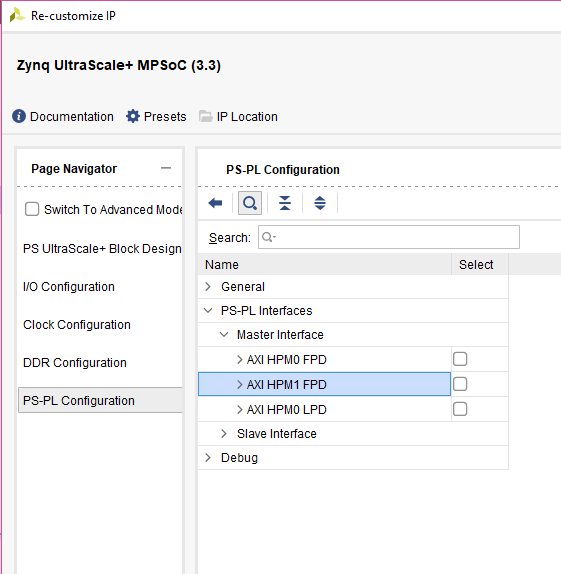 Re-customize IP
Zynq UltraScale+ MPSoC (3.3)
Documentation Presets IP Location
Page Navigator
Switch To Advanced Mode
PS UltraScale+ Block Design
I/O Configuration
Clock Configuration
DDR Configuration
PS-PL Configuration
PS-PL Configuration
Search:
Name Select
General
PS-PL Interfaces
Master Interface
AXI HPM0 FPD
AXI HPM1 FPD
AXI HPM0 LPD
Slave Interface
Debug